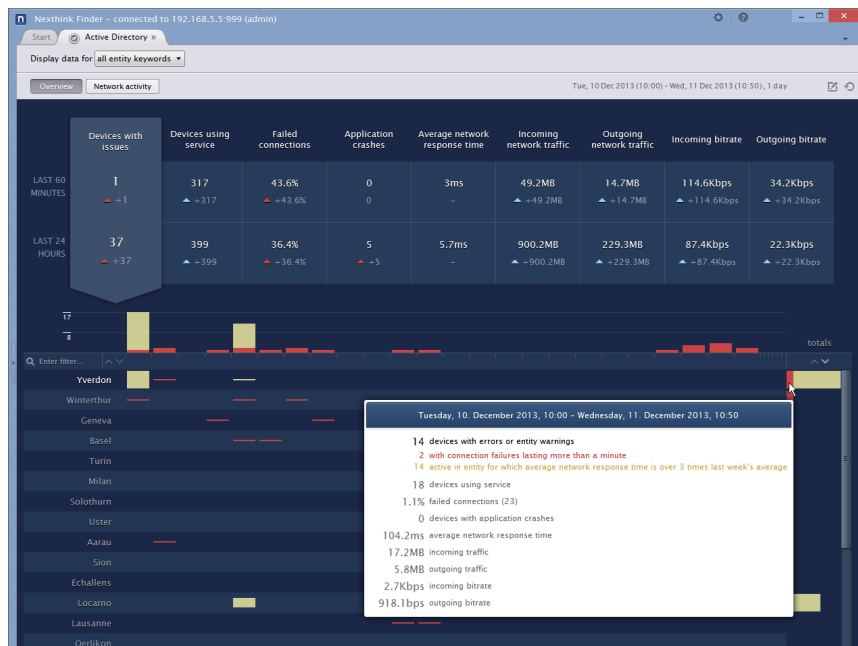 Nexthink Finder - connected to 192.168.5.5:999 (admin)
Start
Active Directory ×
Display data for all entity keywords
Overview Network activity Tue, 10 Dec 2013 (10:00) - Wed, 11 Dec 2013 (10:50), 1 day
Devices with issues Devices using service Failed connections Application crashes Average network response time Incoming network traffic Outgoing network traffic Incoming bitrate Outgoing bitrate
LAST 60 MINUTES 1 317 43.6% 0 3ms 49.2MB 14.7MB 114.6Kbps 34.2Kbps
+1 +317 +43.6% 0 - +49.2MB +14.7MB +114.6Kbps +34.2Kbps
LAST 24 HOURS 37 399 36.4% 5 5.7ms 900.2MB 229.3MB 87.4Kbps 22.3Kbps
+37 +399 +36.4% +5 - +900.2MB +229.3MB +87.4Kbps +22.3Kbps
17
8
totals
Enter filter...
Yverdon
Winterthur
Geneva
Basel
Turin
Milan
Solothurn
Uster
Aarau
Sion
Echallens
Locarno
Lausanne
Oerlikon
Tuesday, 10. December 2013, 10:00 - Wednesday, 11. December 2013, 10:50
14 devices with errors or entity warnings
2 with connection failures lasting more than a minute
14 active in entity for which average network response time is over 3 times last week's average
18 devices using service
1.1% failed connections (23)
0 devices with application crashes
104.2ms average network response time
17.2MB incoming traffic
5.8MB outgoing traffic
2.7Kbps incoming bitrate
918.1bps outgoing bitrate